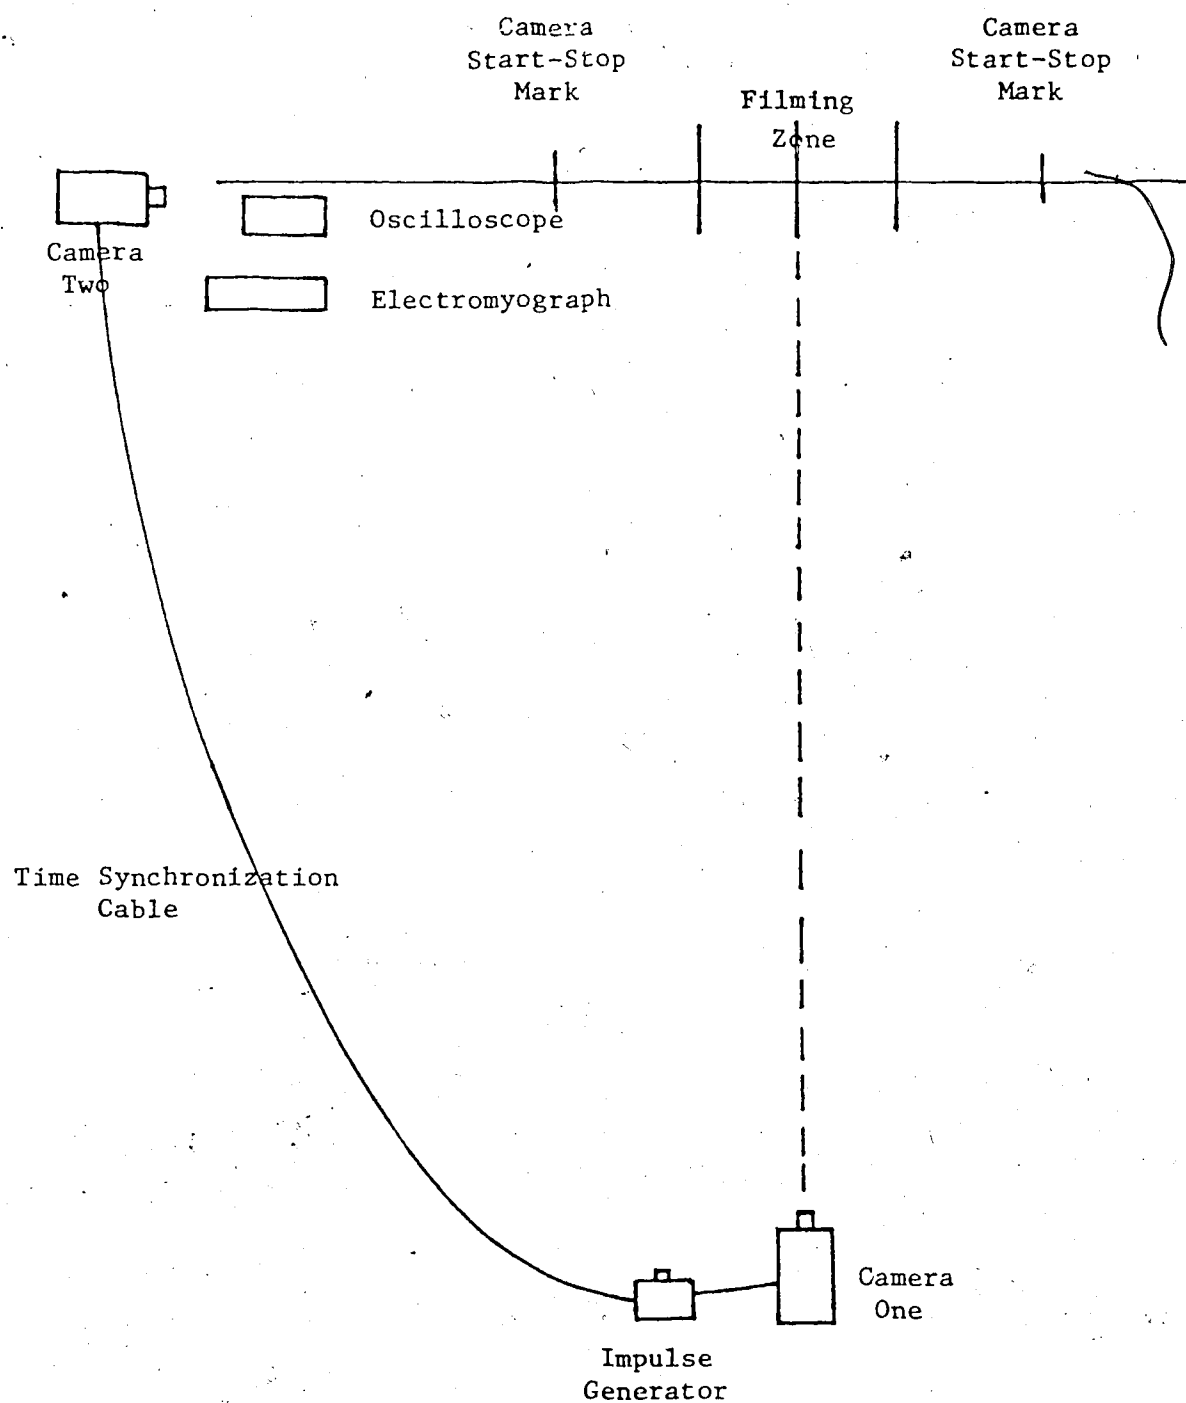 Camera
Start-Stop
Mark
Camera
Start-Stop
Mark
Filming
Zone
Oscilloscope
Camera
Two
Electromyograph
Time Synchronization
Cable
Camera
One
Impulse
Generator